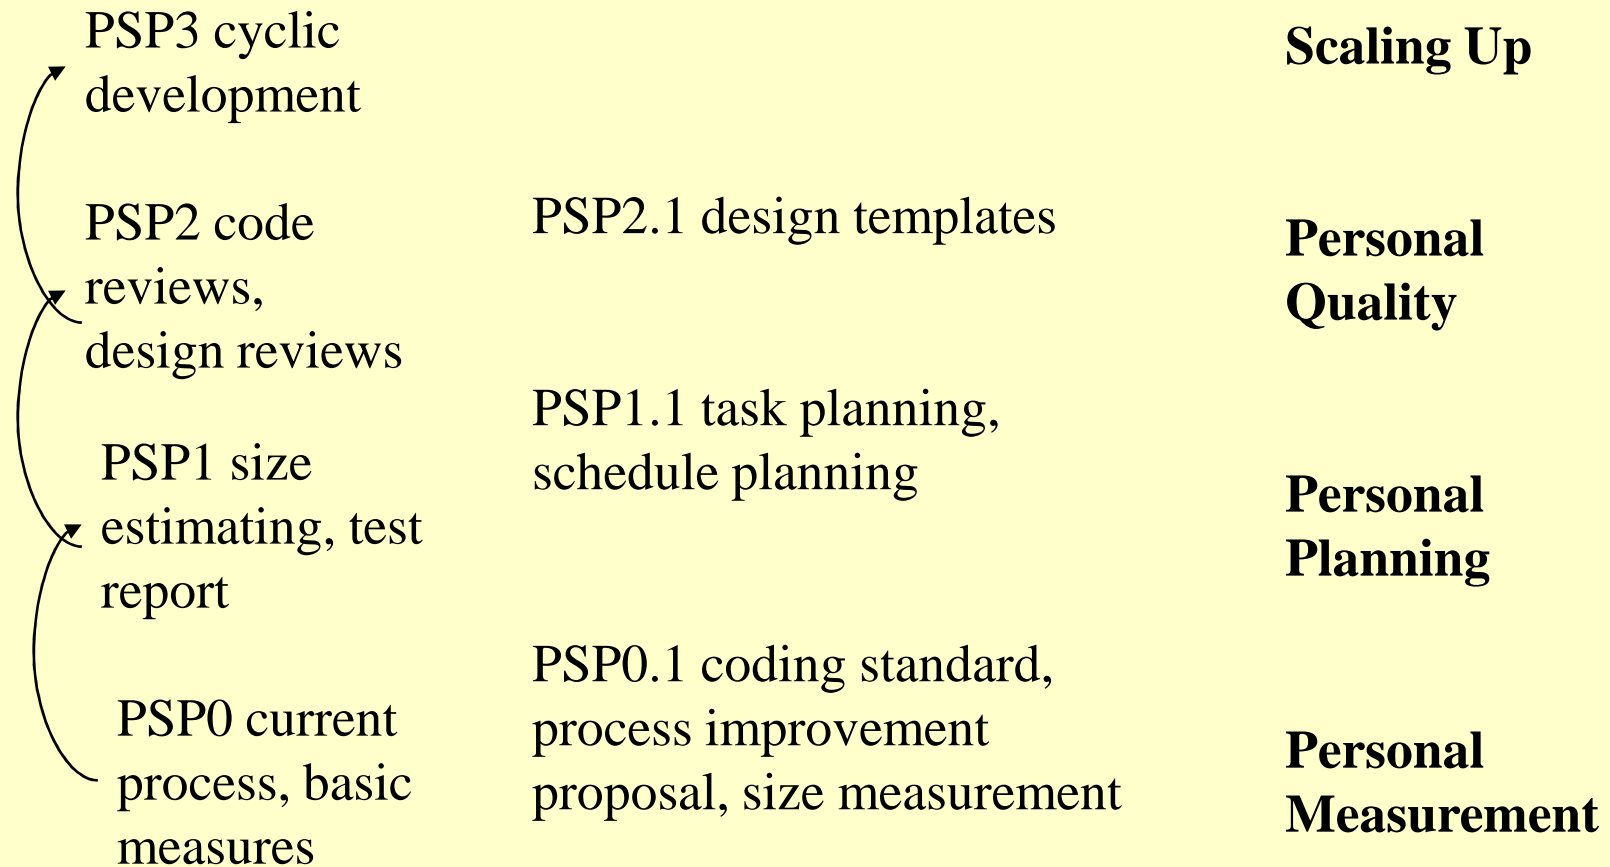 PSP3 cyclic
development
Scaling Up
PSP2 code
reviews,
design reviews
PSP2.1 design templates
Personal
Quality
PSP1 size
estimating, test
report
PSP1.1 task planning,
schedule planning
Personal
Planning
PSP0 current
process, basic
measures
PSP0.1 coding standard,
process improvement
proposal, size measurement
Personal
Measurement